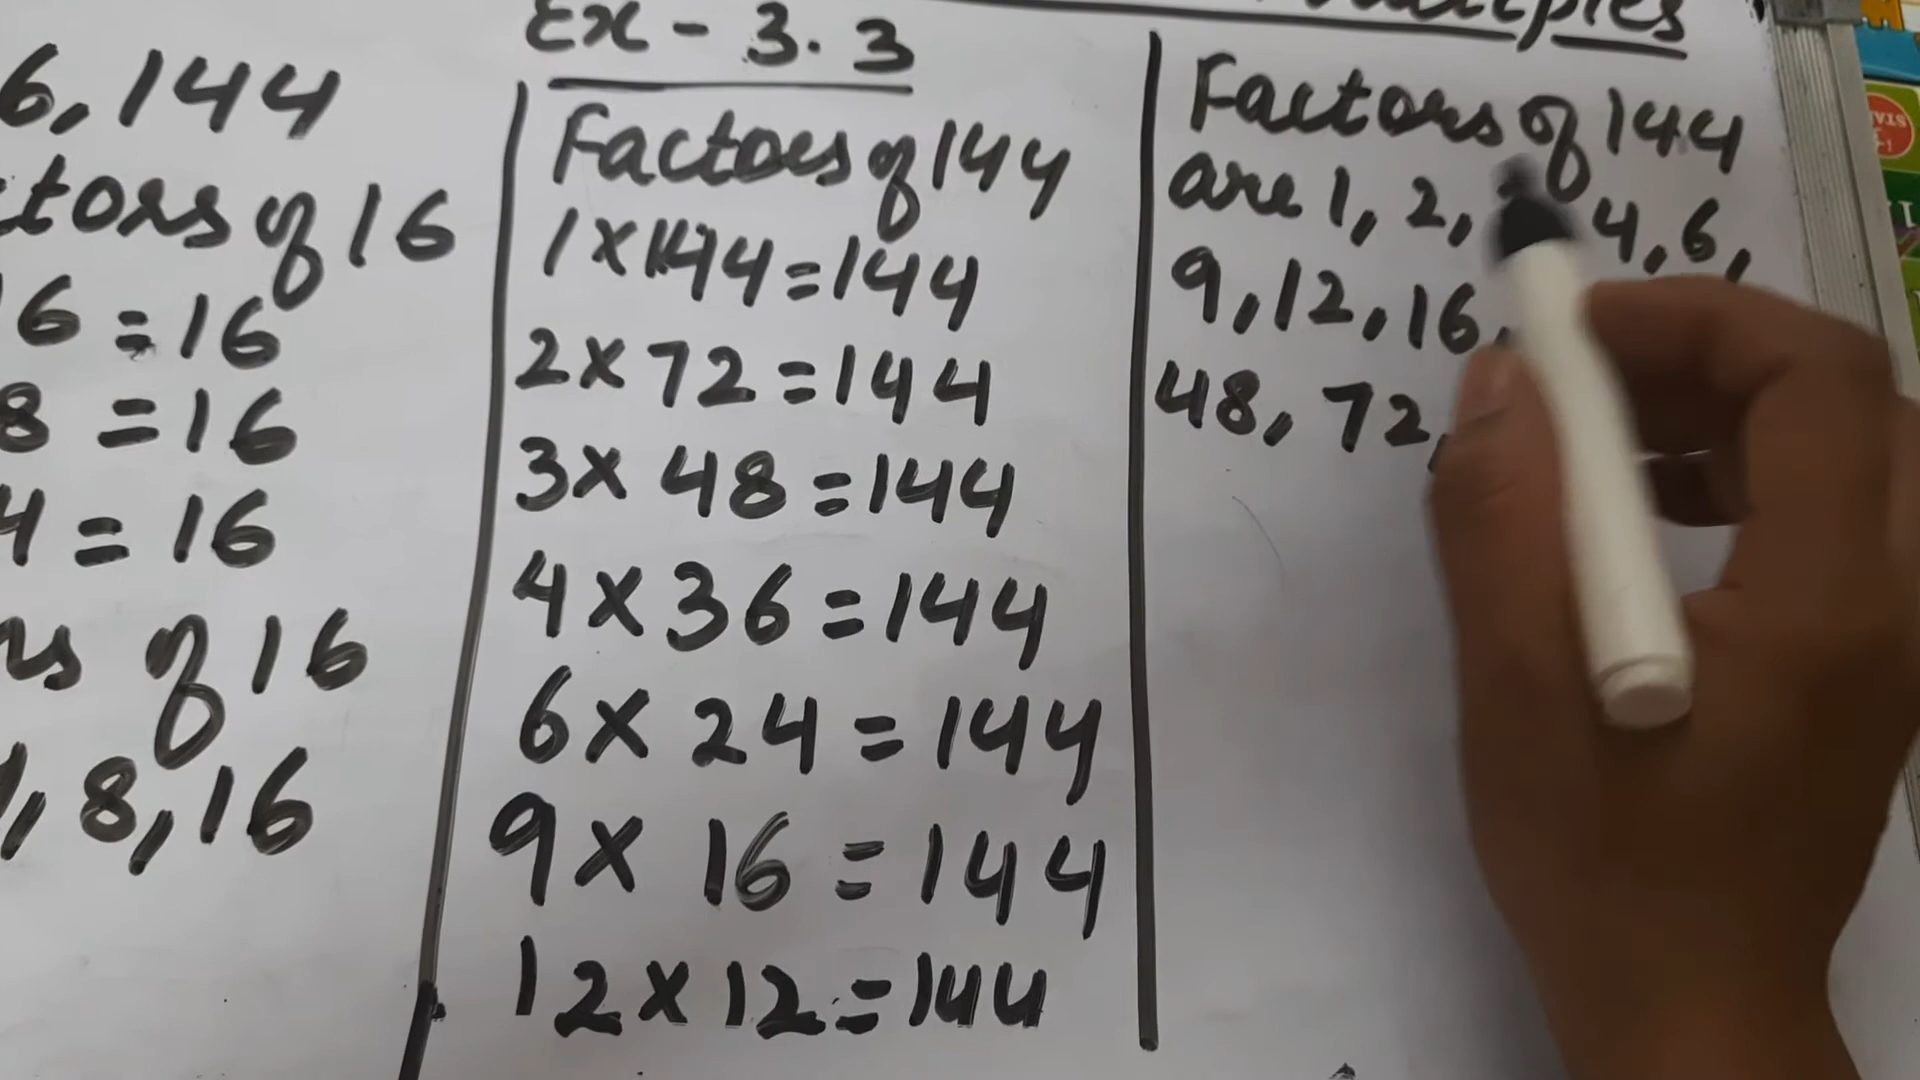 Ex - 3.3
6, 144
tors of 16
16 = 16
8 = 16
4 = 16
rs of 16
, 8, 16
Factors of 144
1 x 144 = 144
2 x 72 = 144
3 x 48 = 144
4 x 36 = 144
6 x 24 = 144
9 x 16 = 144
12 x 12 = 144
Factors of 144
are 1, 2, 4, 6,
9, 12, 16,
48, 72,